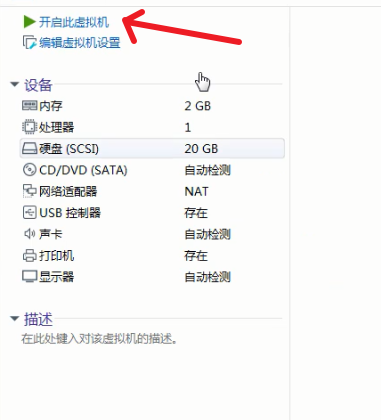 开启此虚拟机
编辑虚拟机设置
设备
内存 2 GB
处理器 1
硬盘 (SCSI) 20 GB
CD/DVD (SATA) 自动检测
网络适配器 NAT
USB 控制器 存在
声卡 自动检测
打印机 存在
显示器 自动检测
描述
在此处键入对该虚拟机的描述。